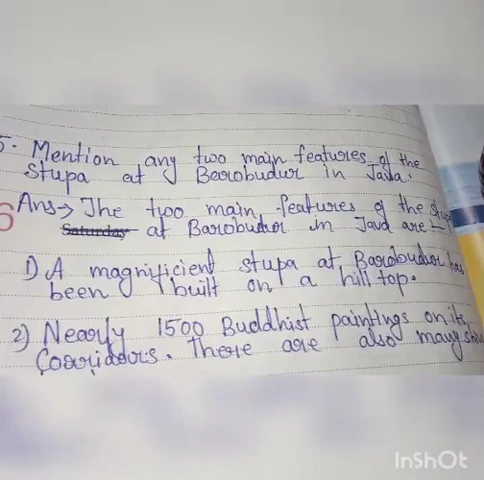 5. Mention any two main features of the
stupa at Barobudur in Java.
Ans→ The two main features of the stupa
Saturday at Barobudur in Java are:-
1) A magnificient stupa at Barobudur has
been built on a hill top.
2) Nearly 1500 Buddhist paintings on its
Corridors. There are also many
InShOt